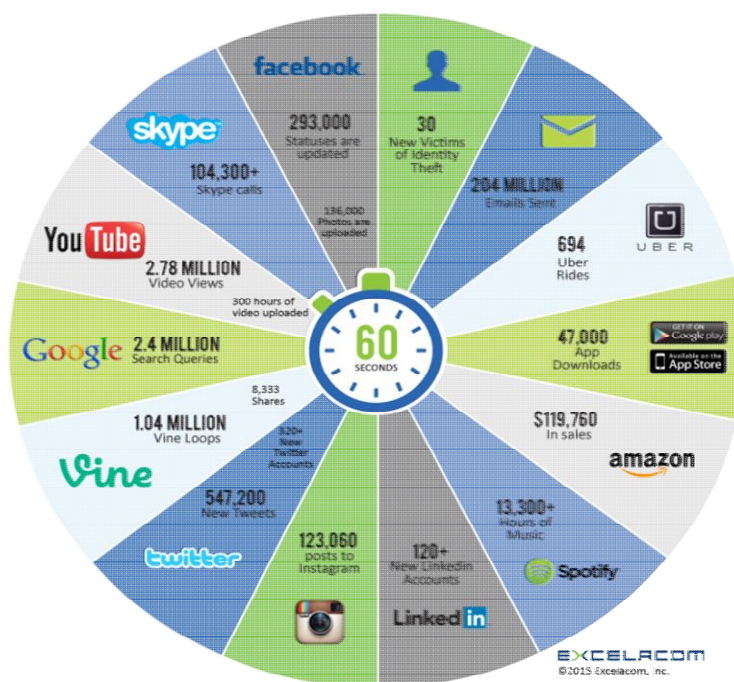 facebook
293,000
Statuses are
updated
136,000
Photos are
uploaded
30
New Victims
of Identity
Theft
204 MILLION
Emails Sent
694
Uber
Rides
UBER
47,000
App
Downloads
GET IT ON
Google play
Available on the
App Store
$119,760
In sales
amazon
13,300+
Hours of
Music
Spotify
120+
New Linkedin
Accounts
Linked in
123,060
posts to
Instagram
320+ New
Twitter
Accounts
547,200
New Tweets
twitter
8,333
Shares
1.04 MILLION
Vine Loops
Vine
Google
2.4 MILLION
Search Queries
YouTube
2.78 MILLION
Video Views
300 hours of
video uploaded
skype
104,300+
Skype calls
60
SECONDS
EXCELACOM
©2015 Excelacom, Inc.